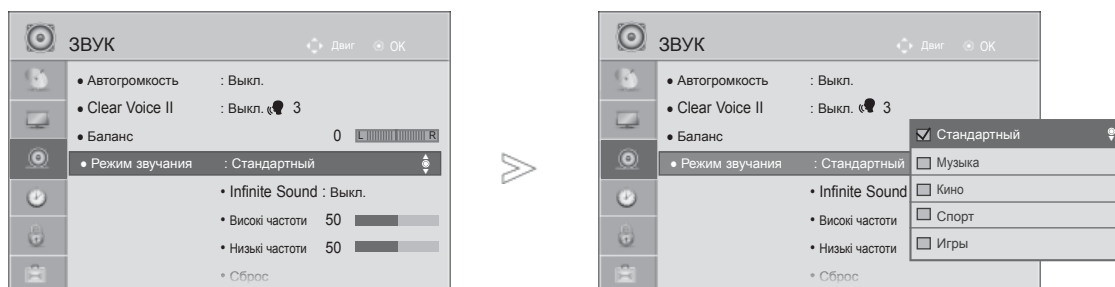 ЗВУК
Двиг OK
• Автогромкость : Выкл.
• Clear Voice II : Выкл. 3
• Баланс 0 L R
• Режим звучания : Стандартный
• Infinite Sound : Выкл.
• Високі частоти 50
• Низькі частоти 50
• Сброс
ЗВУК
Двиг OK
• Автогромкость : Выкл.
• Clear Voice II : Выкл. 3
• Баланс
• Режим звучания : Стандартный
• Infinite Sound
• Високі частоти
• Низькі частоти
• Сброс
Стандартный
Музыка
Кино
Спорт
Игры